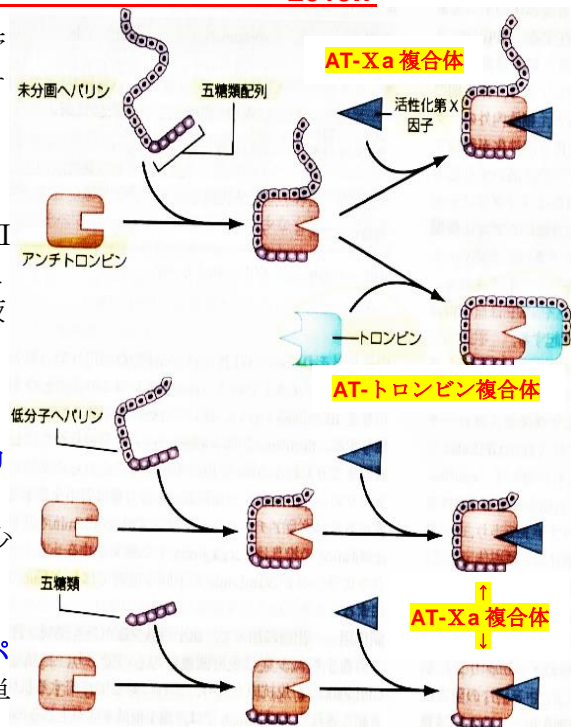 AT-Ⅹa 複合体
未分画ヘパリン
五糖類配列
活性化第Ⅹ
因子
アンチトロンビン
トロンビン
AT-トロンビン複合体
低分子ヘパリン
五糖類
↑
AT-Ⅹa 複合体
↓